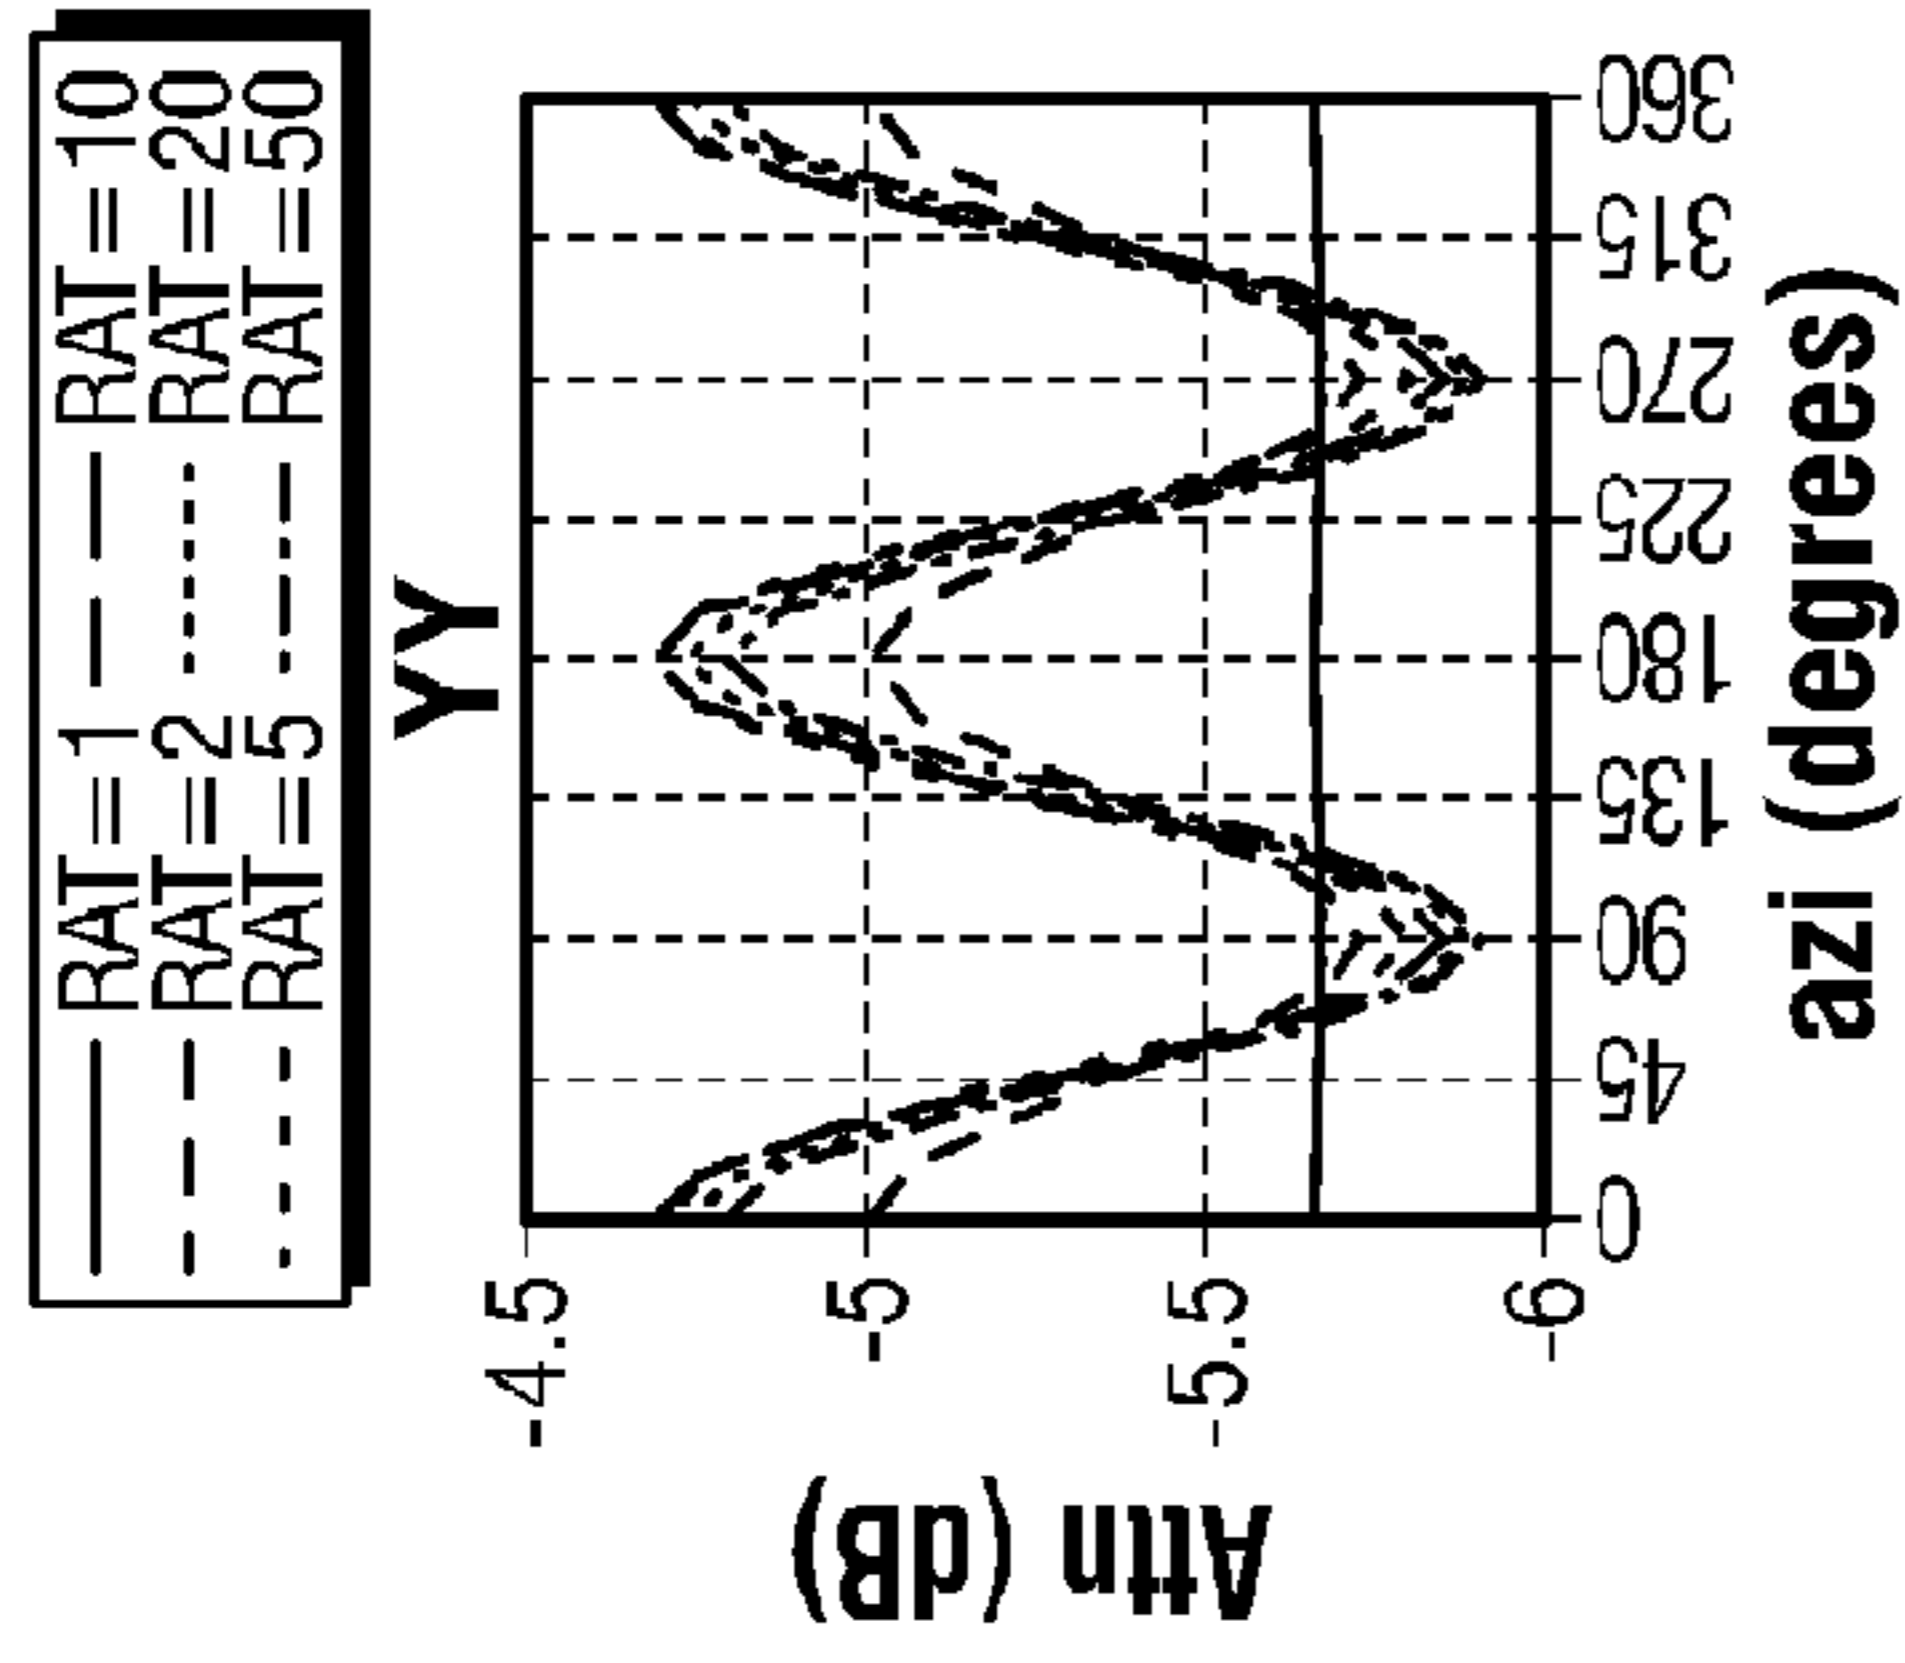 RAT=1 RAT=10
RAT=2 RAT=20
RAT=5 RAT=50
YY
-4.5
-5
-5.5
-6
Attn (dB)
0 45 90 135 180 225 270 315 360
azi (degrees)